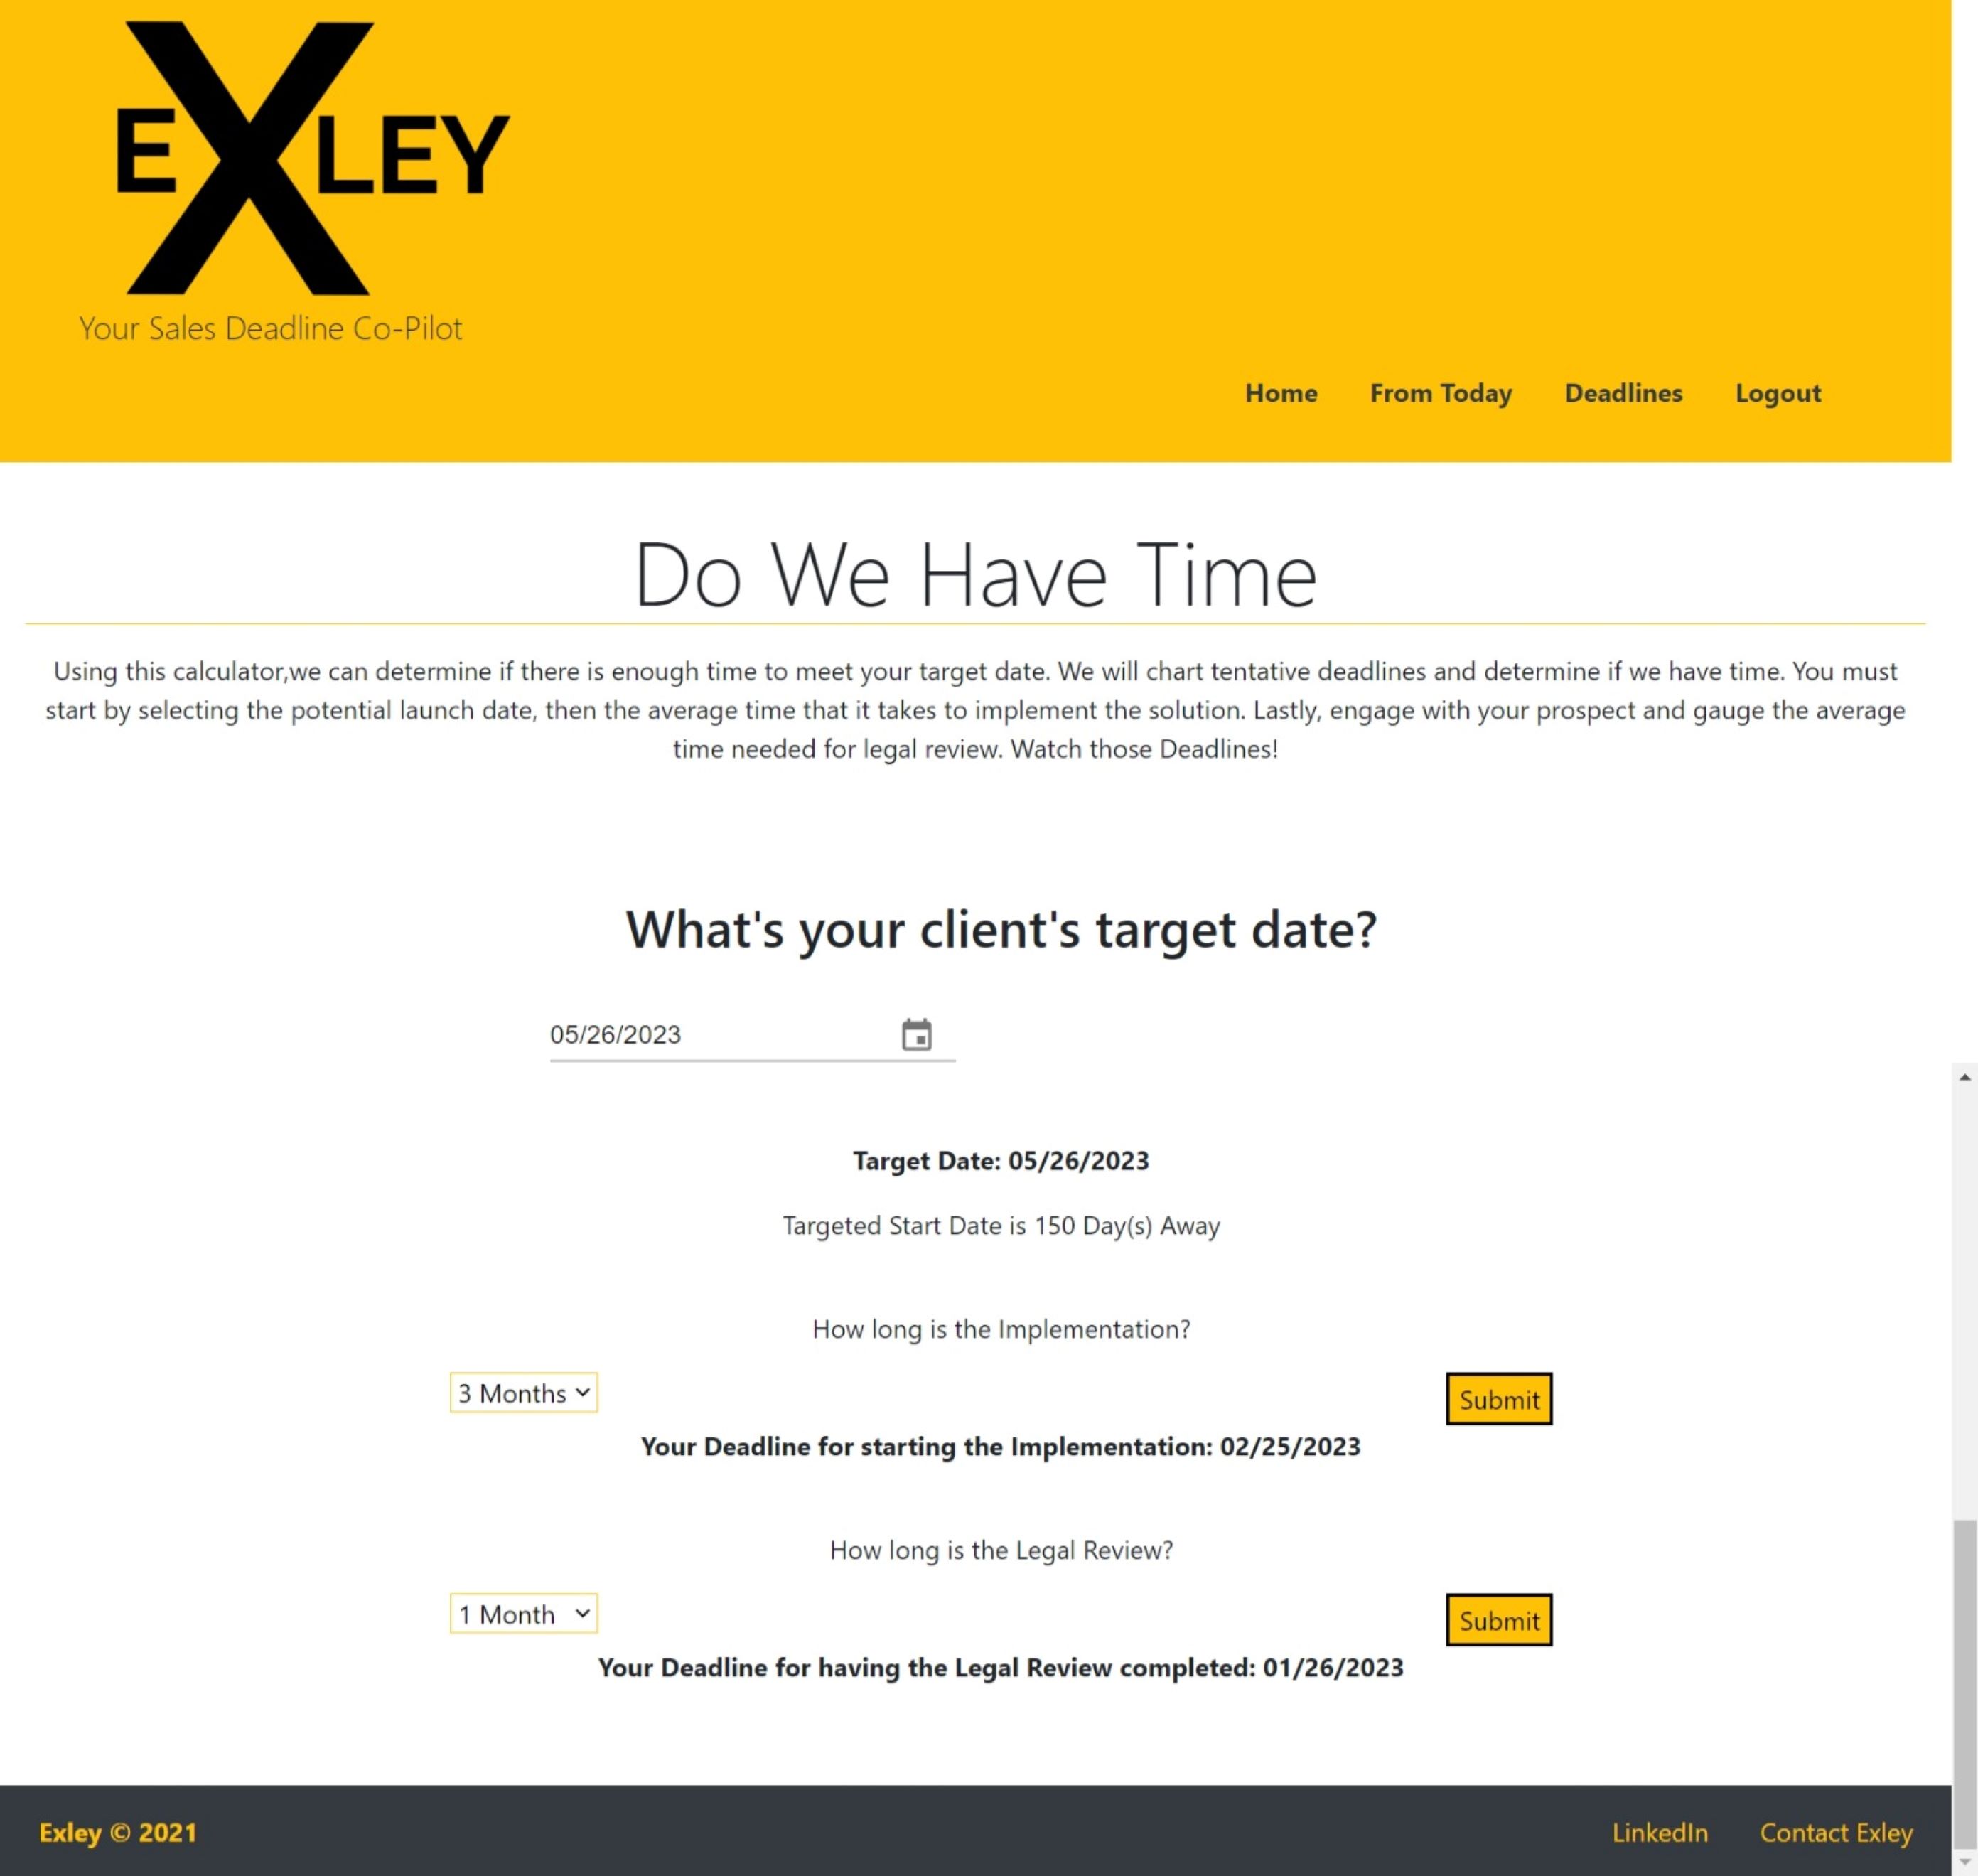 EXLEY
Your Sales Deadline Co-Pilot
Home From Today Deadlines Logout
Do We Have Time
Using this calculator,we can determine if there is enough time to meet your target date. We will chart tentative deadlines and determine if we have time. You must
start by selecting the potential launch date, then the average time that it takes to implement the solution. Lastly, engage with your prospect and gauge the average
time needed for legal review. Watch those Deadlines!
What's your client's target date?
05/26/2023
Target Date: 05/26/2023
Targeted Start Date is 150 Day(s) Away
How long is the Implementation?
3 Months Submit
Your Deadline for starting the Implementation: 02/25/2023
How long is the Legal Review?
1 Month Submit
Your Deadline for having the Legal Review completed: 01/26/2023
Exley © 2021 LinkedIn Contact Exley